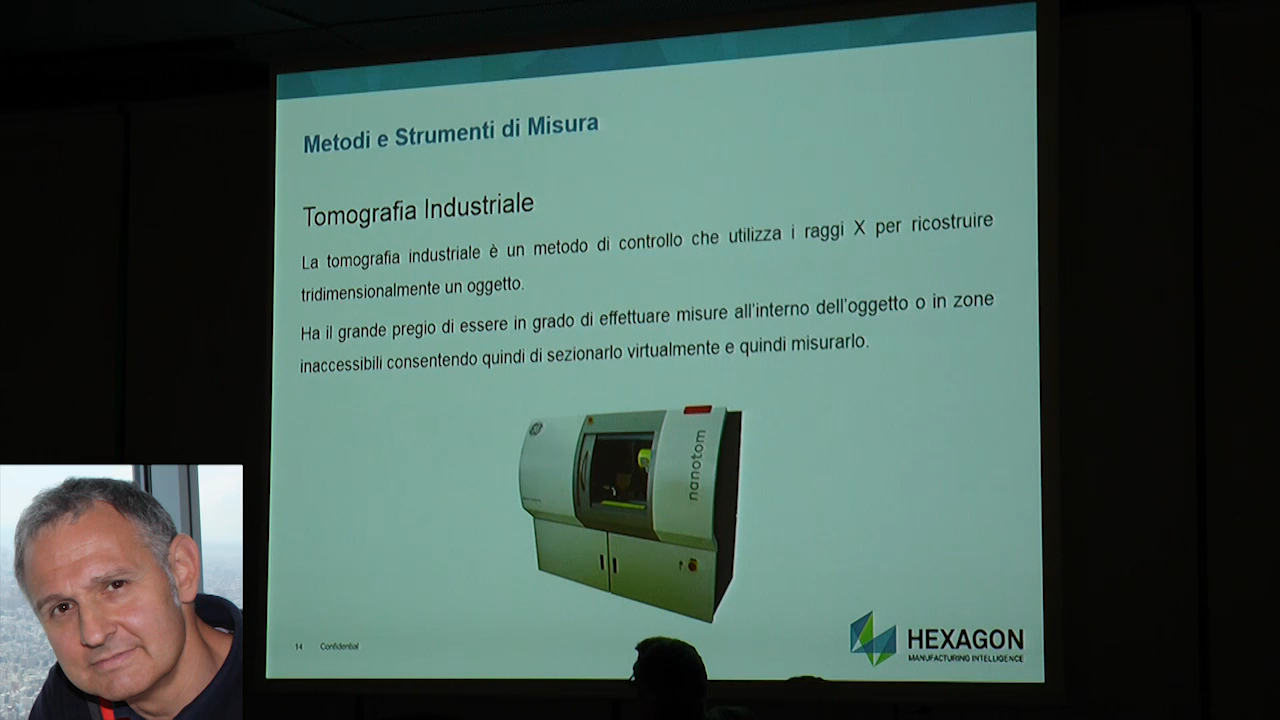 Metodi e Strumenti di Misura
Tomografia Industriale
La tomografia industriale è un metodo di controllo che utilizza i raggi X per ricostruire
tridimensionalmente un oggetto.
Ha il grande pregio di essere in grado di effettuare misure all'interno dell'oggetto o in zone
inaccessibili consentendo quindi di sezionarlo virtualmente e quindi misurarlo.
nanotom
14 Confidential
HEXAGON
MANUFACTURING INTELLIGENCE